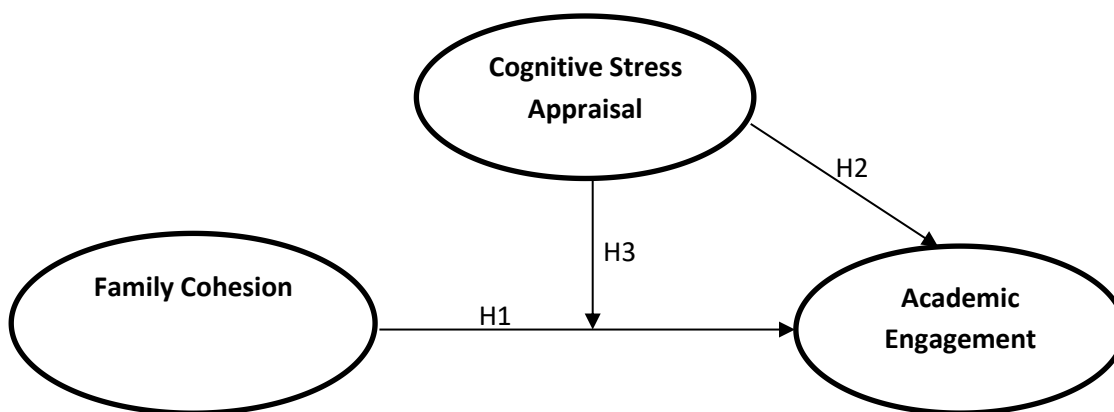 Cognitive Stress
Appraisal
H2
H3
Family Cohesion
H1
Academic
Engagement